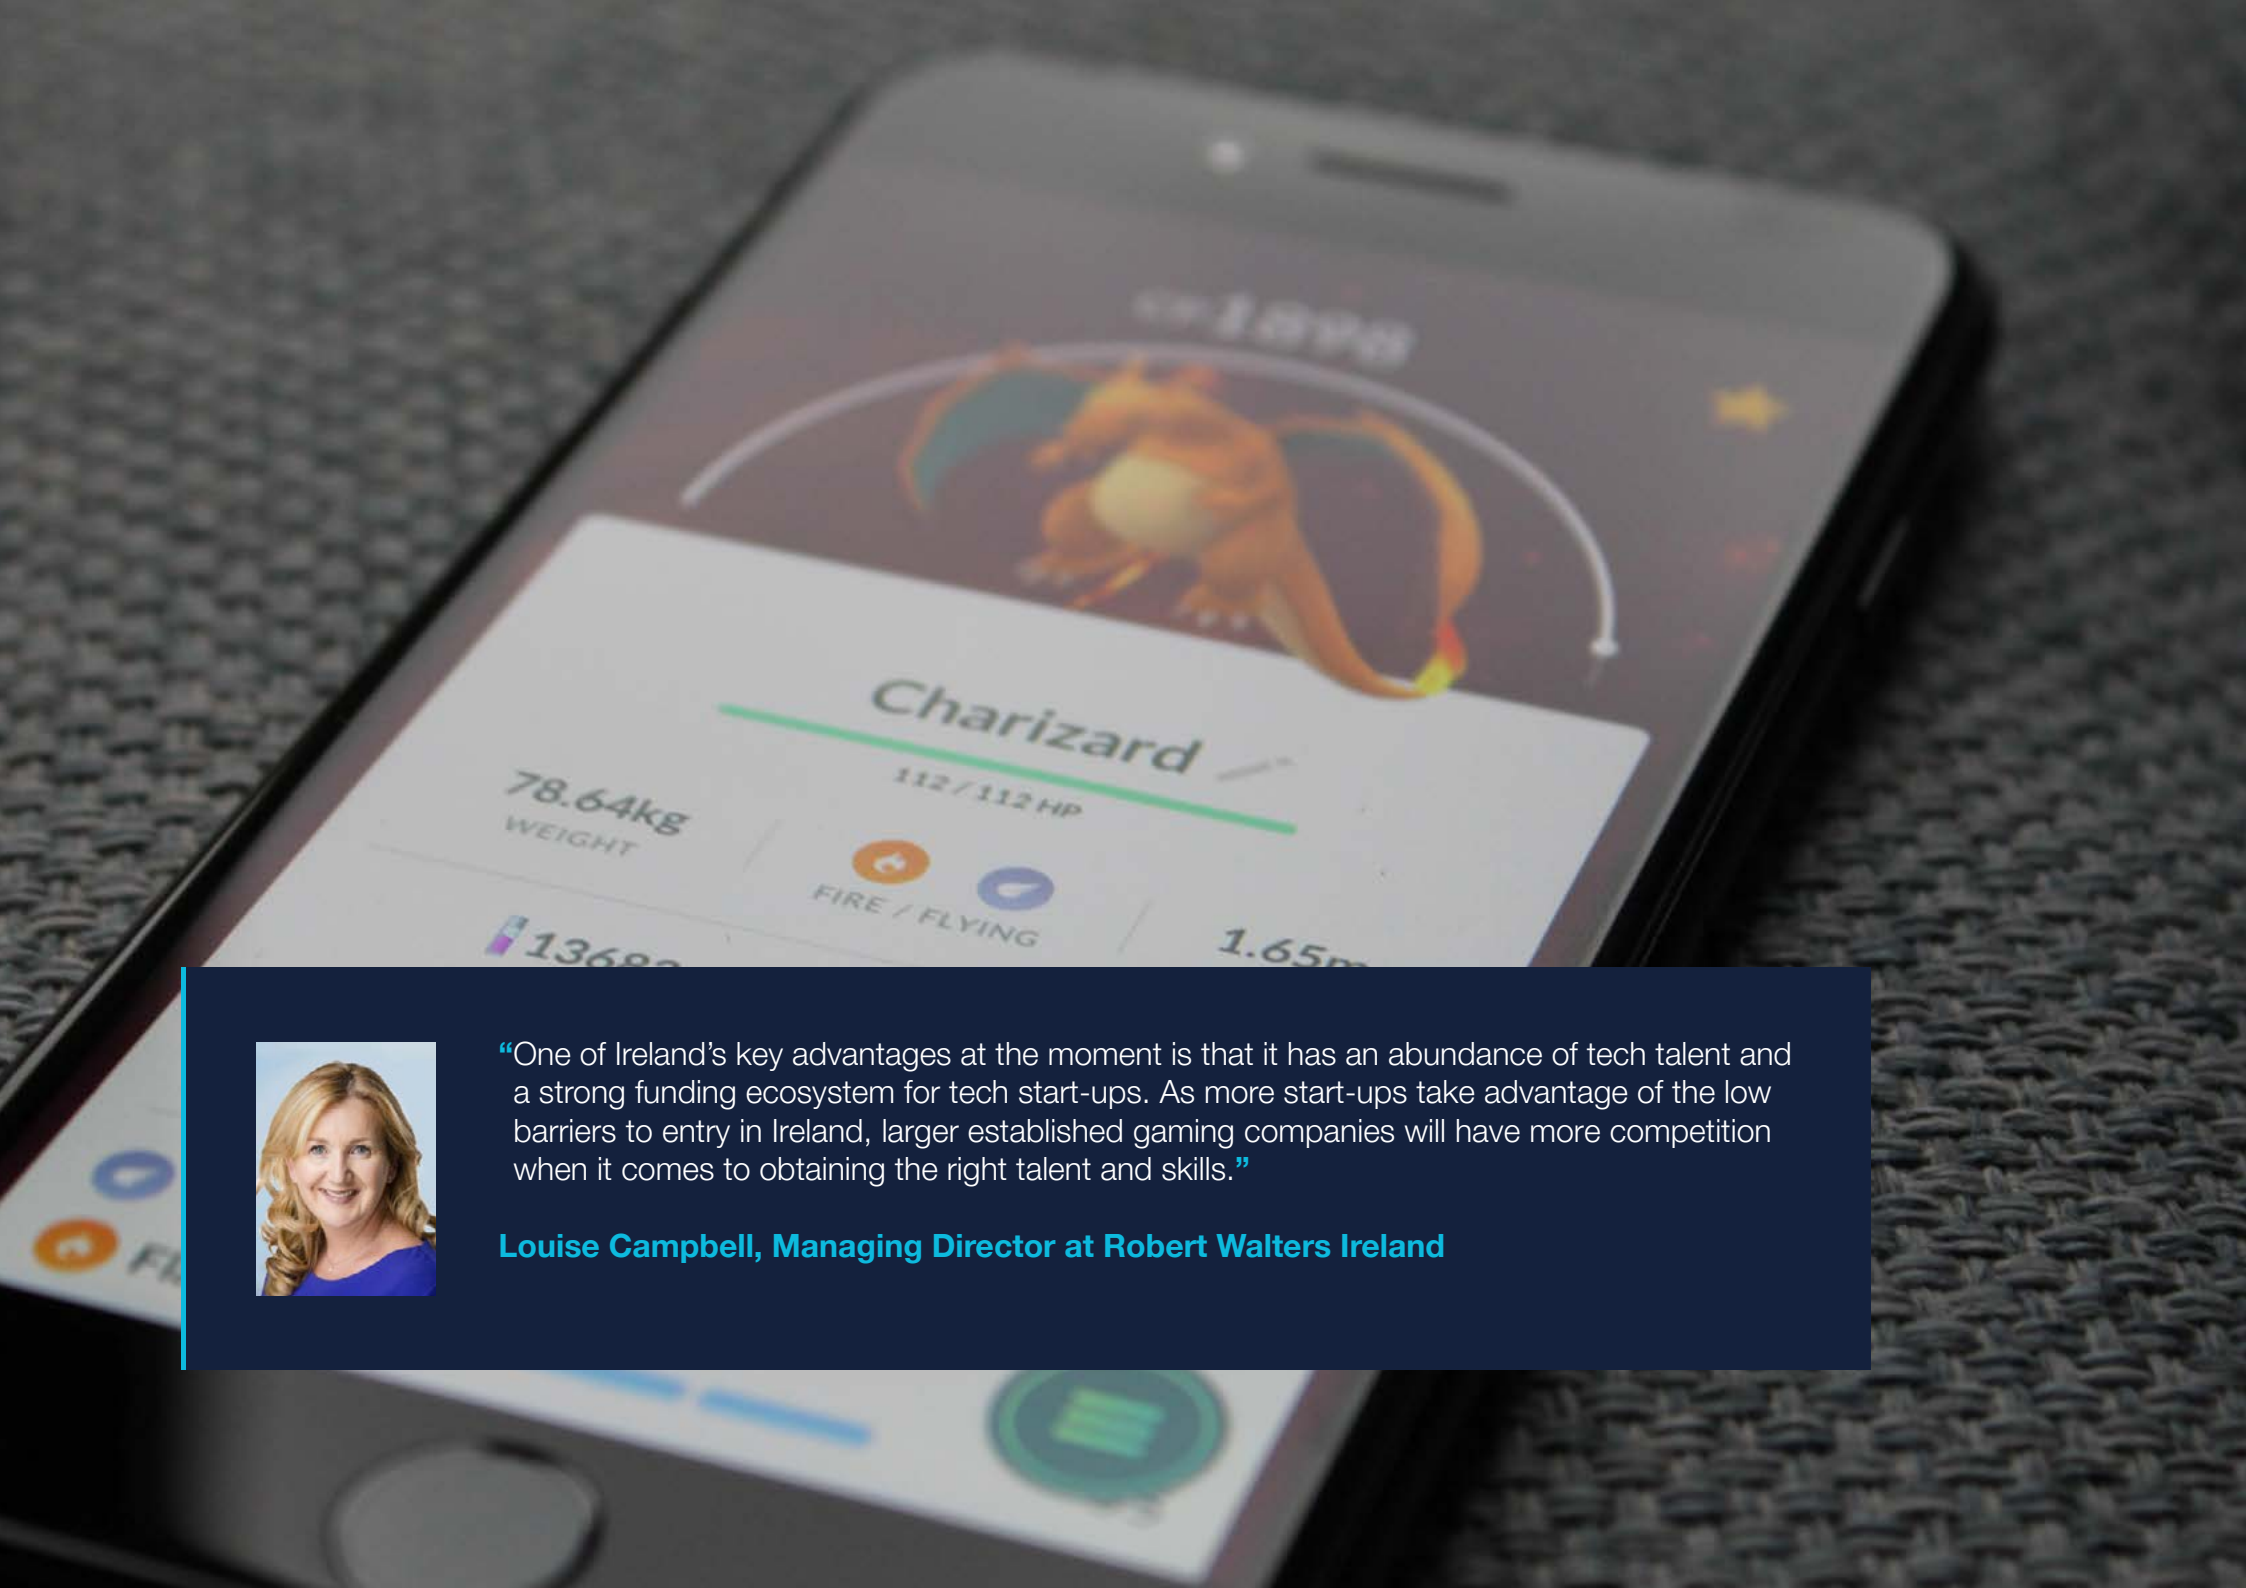 CP1898
Charizard
112 / 112 HP
78.64kg
WEIGHT
FIRE / FLYING
“One of Ireland’s key advantages at the moment is that it has an abundance of tech talent and
a strong funding ecosystem for tech start-ups. As more start-ups take advantage of the low
barriers to entry in Ireland, larger established gaming companies will have more competition
when it comes to obtaining the right talent and skills.”
Louise Campbell, Managing Director at Robert Walters Ireland